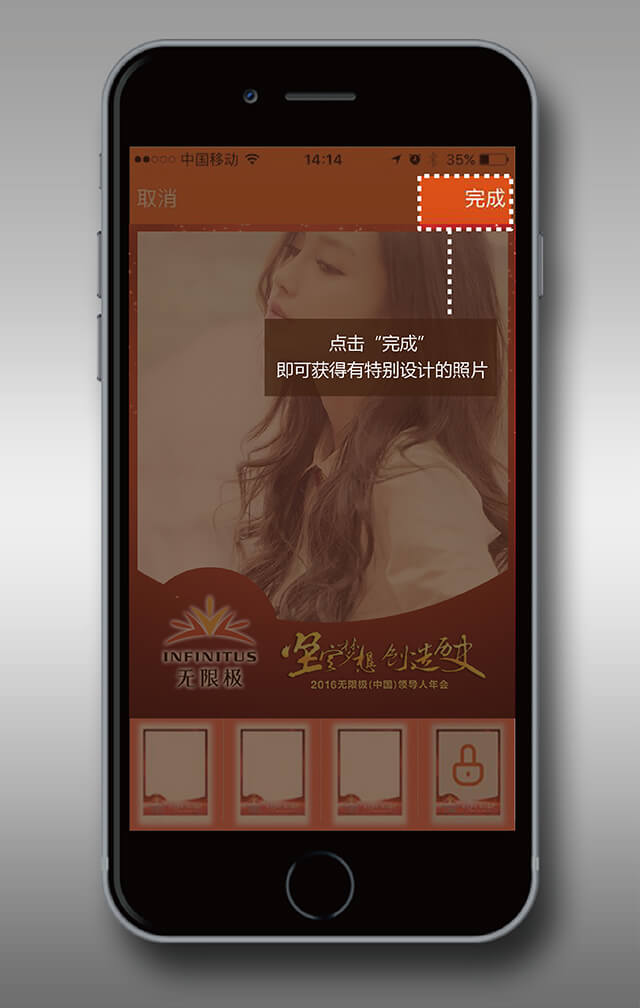 中国移动 14:14 35%
取消 完成
点击“完成”
即可获得有特别设计的照片
INFINITUS
无限极
坚定梦想 创造历史
2016无限极(中国)领导人年会